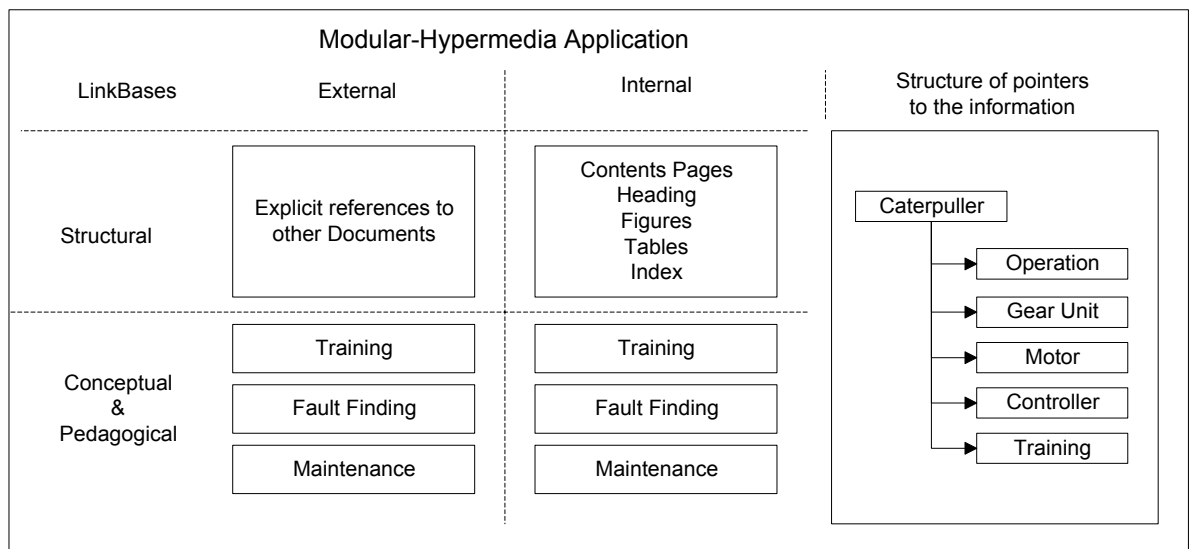 Modular-Hypermedia Application
LinkBases
External
Internal
Structure of pointers
to the information
Structural
Explicit references to
other Documents
Contents Pages
Heading
Figures
Tables
Index
Conceptual
&
Pedagogical
Training
Fault Finding
Maintenance
Training
Fault Finding
Maintenance
Caterpuller
Operation
Gear Unit
Motor
Controller
Training